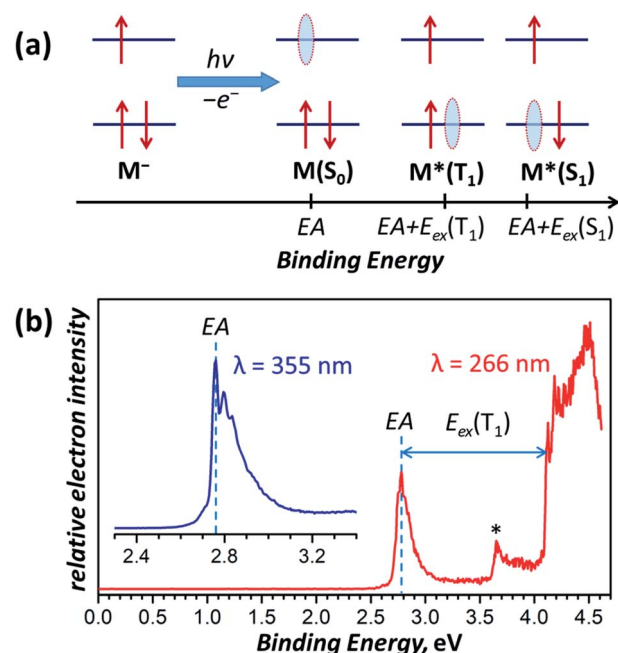 (a)
hν
−e⁻
M⁻
M(S₀)
M*(T₁)
M*(S₁)
EA
EA+Eₑₓ(T₁)
EA+Eₑₓ(S₁)
Binding Energy
(b)
relative electron intensity
EA
λ = 355 nm
λ = 266 nm
EA
Eₑₓ(T₁)
*
2.4 2.8 3.2
0.0 0.5 1.0 1.5 2.0 2.5 3.0 3.5 4.0 4.5
Binding Energy, eV